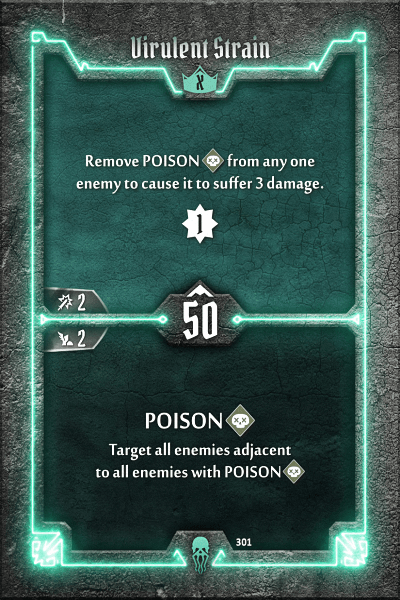 Virulent Strain
X
Remove POISON from any one
enemy to cause it to suffer 3 damage.
1
2
50
2
POISON
Target all enemies adjacent
to all enemies with POISON
301